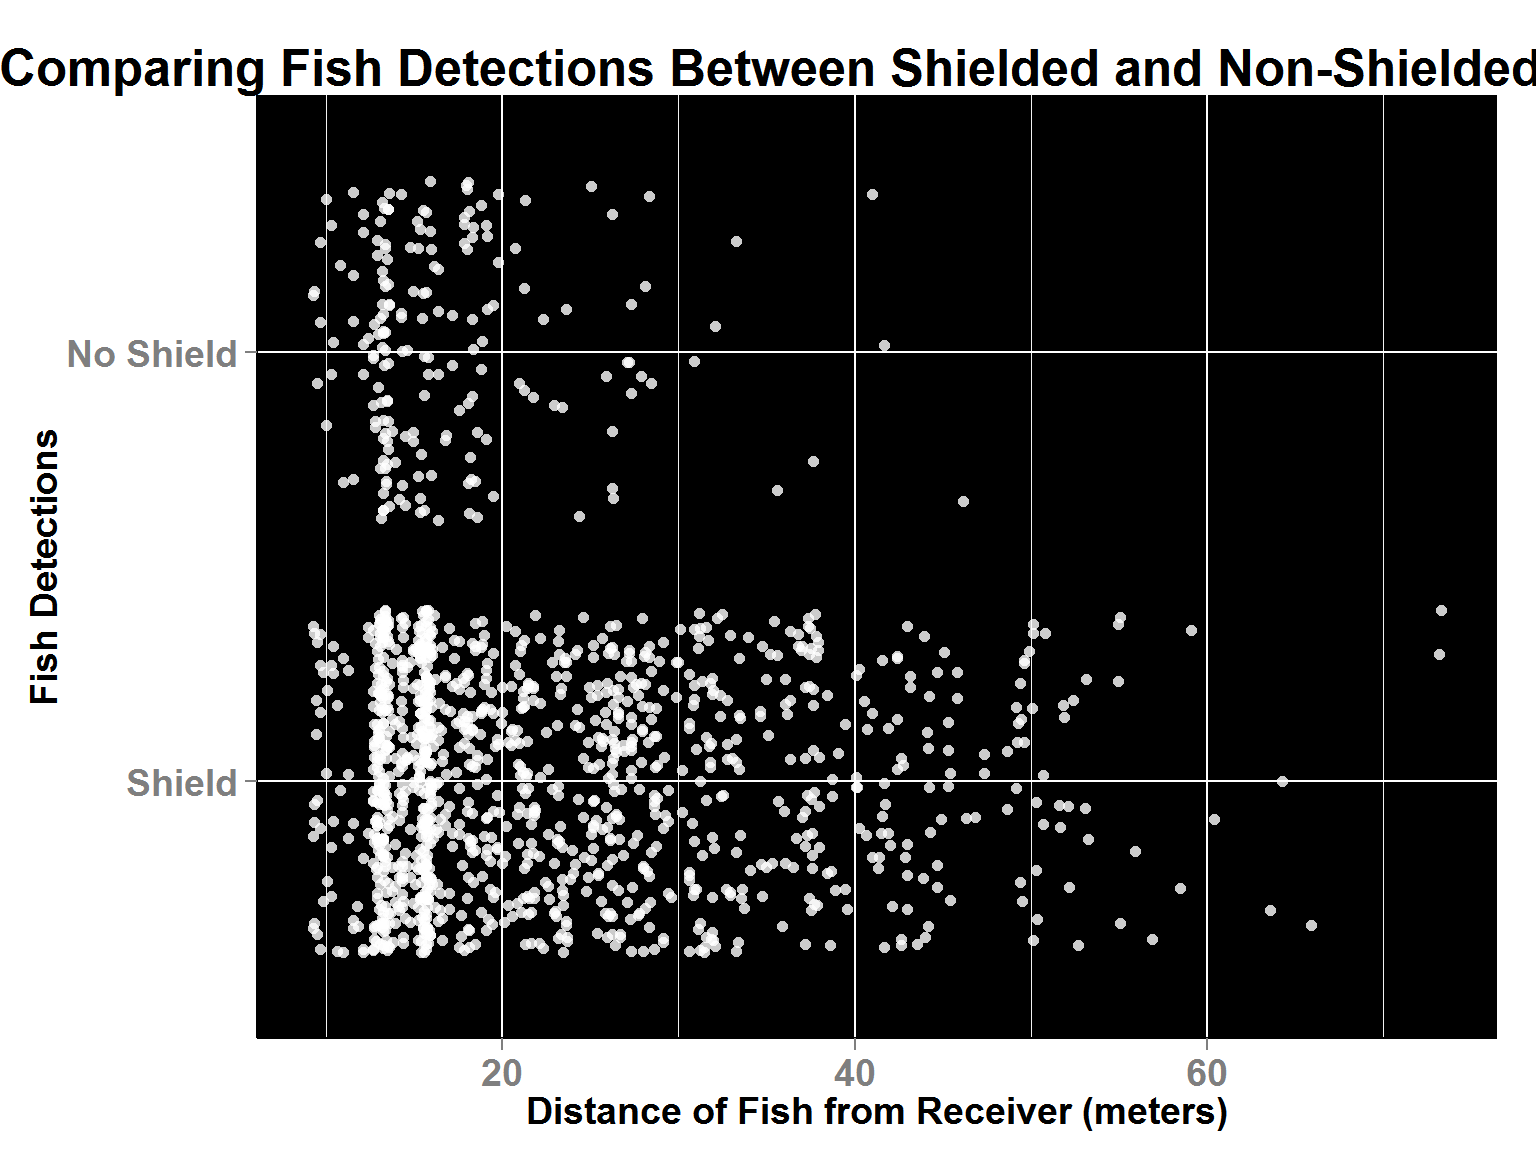 Comparing Fish Detections Between Shielded and Non-Shielded
No Shield
Fish Detections
Shield
20 40 60
Distance of Fish from Receiver (meters)